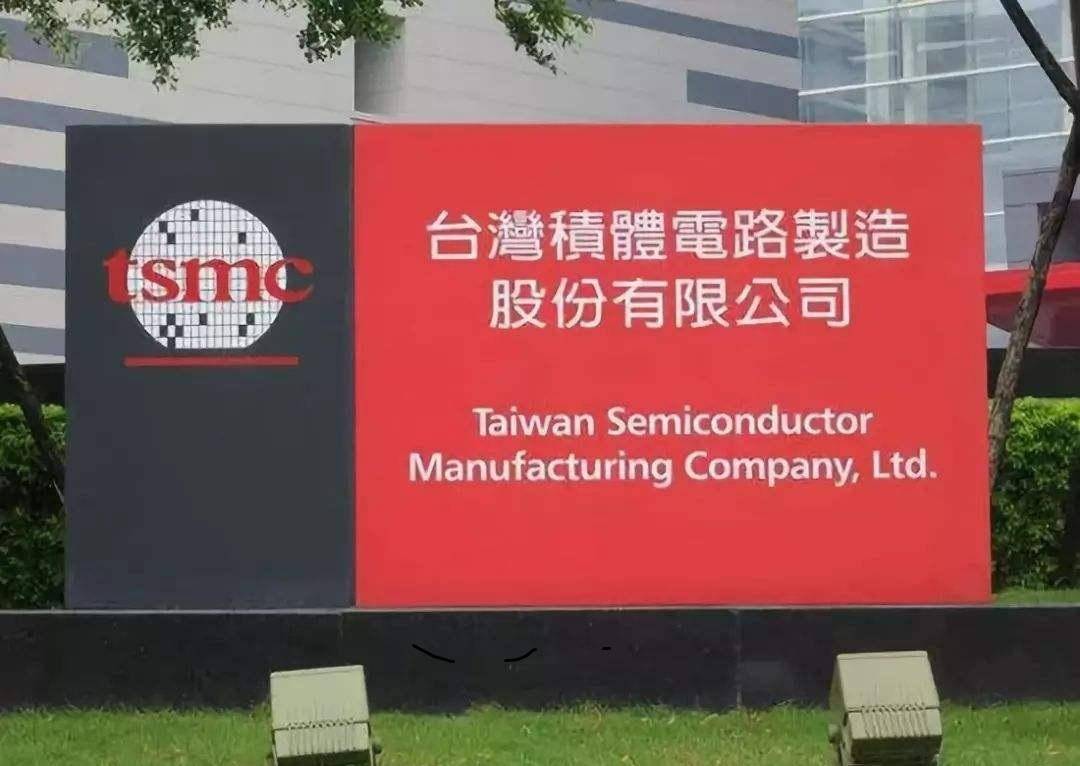 tsmc
台灣積體電路製造
股份有限公司
Taiwan Semiconductor
Manufacturing Company, Ltd.